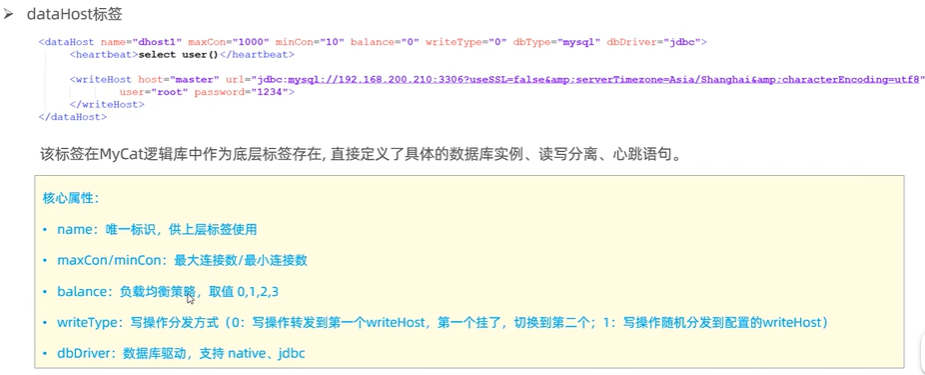 ➢ dataHost标签
<dataHost name="dhost1" maxCon="1000" minCon="10" balance="0" writeType="0" dbType="mysql" dbDriver="jdbc">
<heartbeat>select user()</heartbeat>
<writeHost host="master" url="jdbc:mysql://192.168.200.210:3306?useSSL=false&amp;serverTimezone=Asia/Shanghai&amp;characterEncoding=utf8"
user="root" password="1234">
</writeHost>
</dataHost>
该标签在MyCat逻辑库中作为底层标签存在, 直接定义了具体的数据库实例、读写分离、心跳语句。
核心属性：
• name：唯一标识，供上层标签使用
• maxCon/minCon：最大连接数/最小连接数
• balance：负载均衡策略，取值 0,1,2,3
• writeType：写操作分发方式（0：写操作转发到第一个writeHost，第一个挂了，切换到第二个；1：写操作随机分发到配置的writeHost）
• dbDriver：数据库驱动，支持 native、jdbc